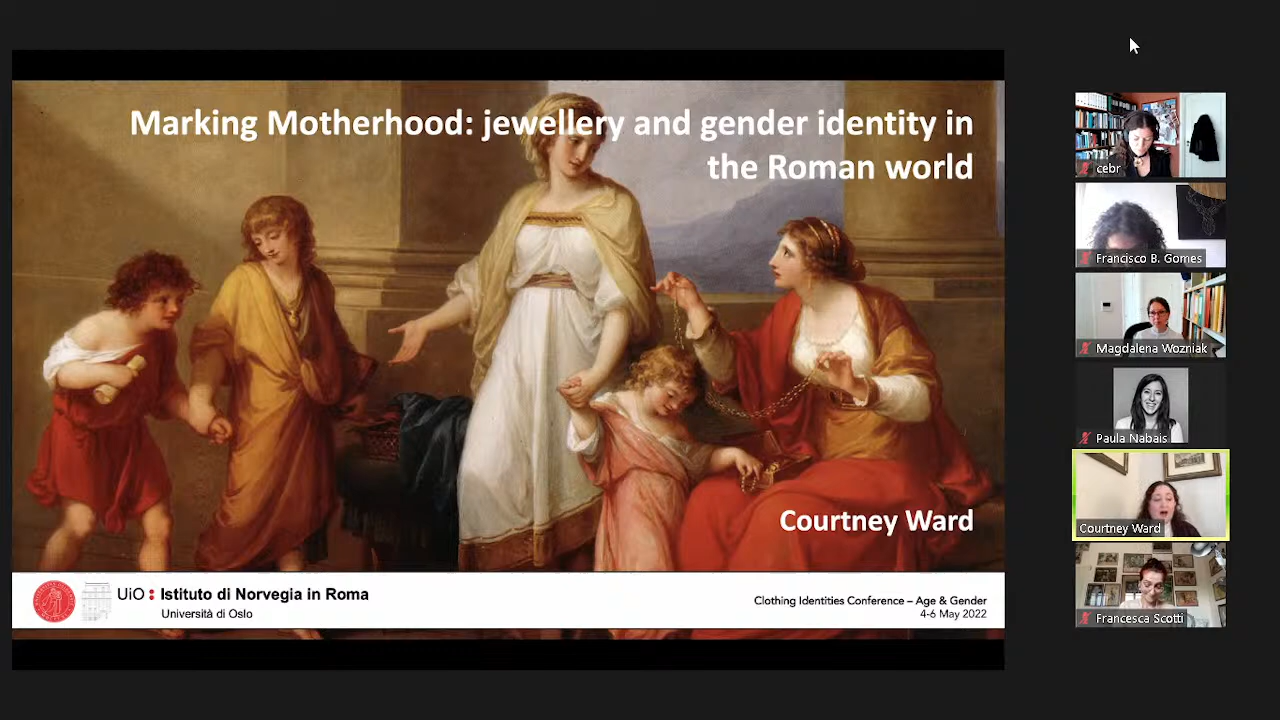 Marking Motherhood: jewellery and gender identity in
the Roman world
Courtney Ward
UiO : Istituto di Norvegia in Roma
Università di Oslo
Clothing Identities Conference – Age & Gender
4-6 May 2022
cebr
Francisco B. Gomes
Magdalena Wozniak
Paula Nabais
Courtney Ward
Francesca Scotti